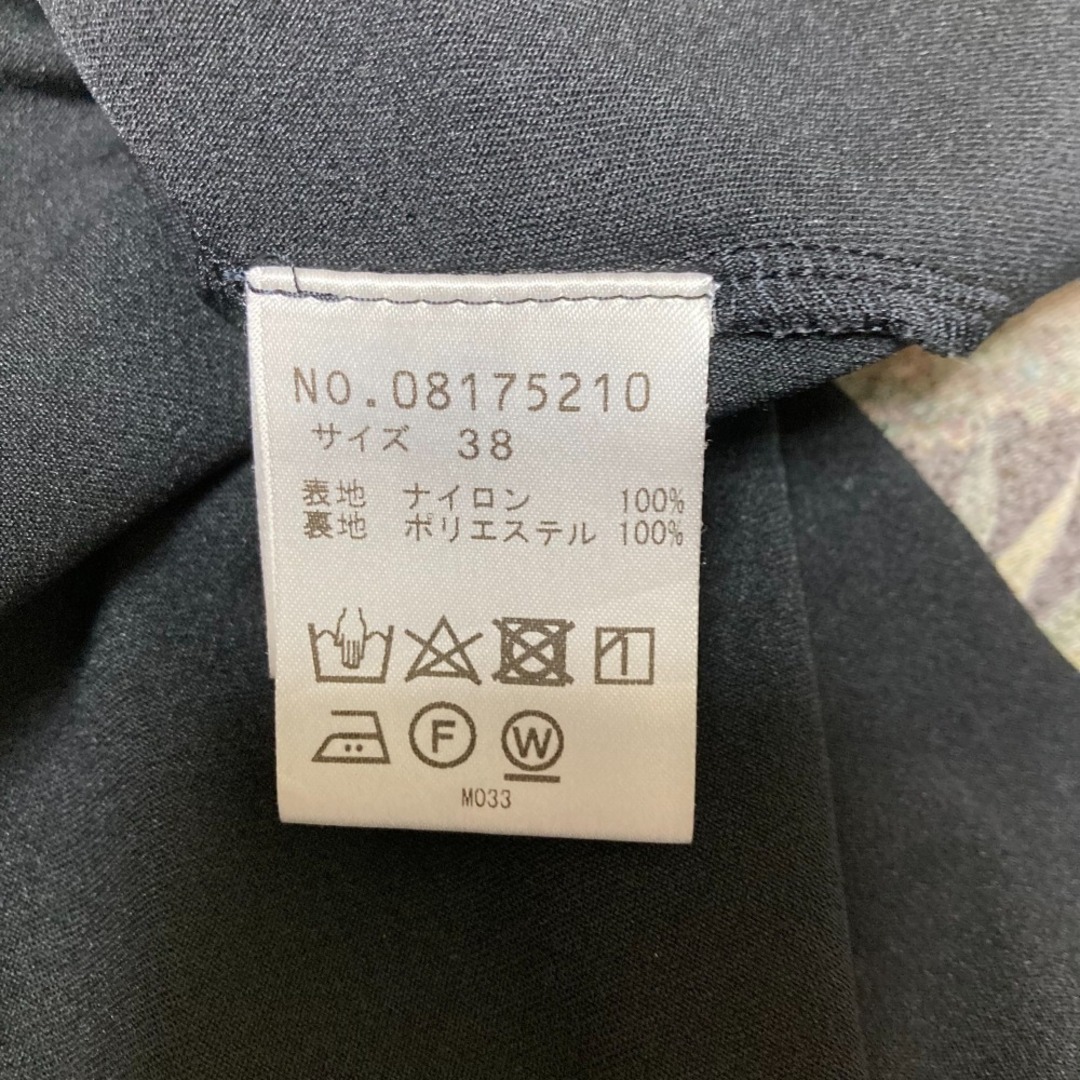 NO.08175210
サイズ 38
表地 ナイロン 100%
裏地 ポリエステル 100%
F W
M033